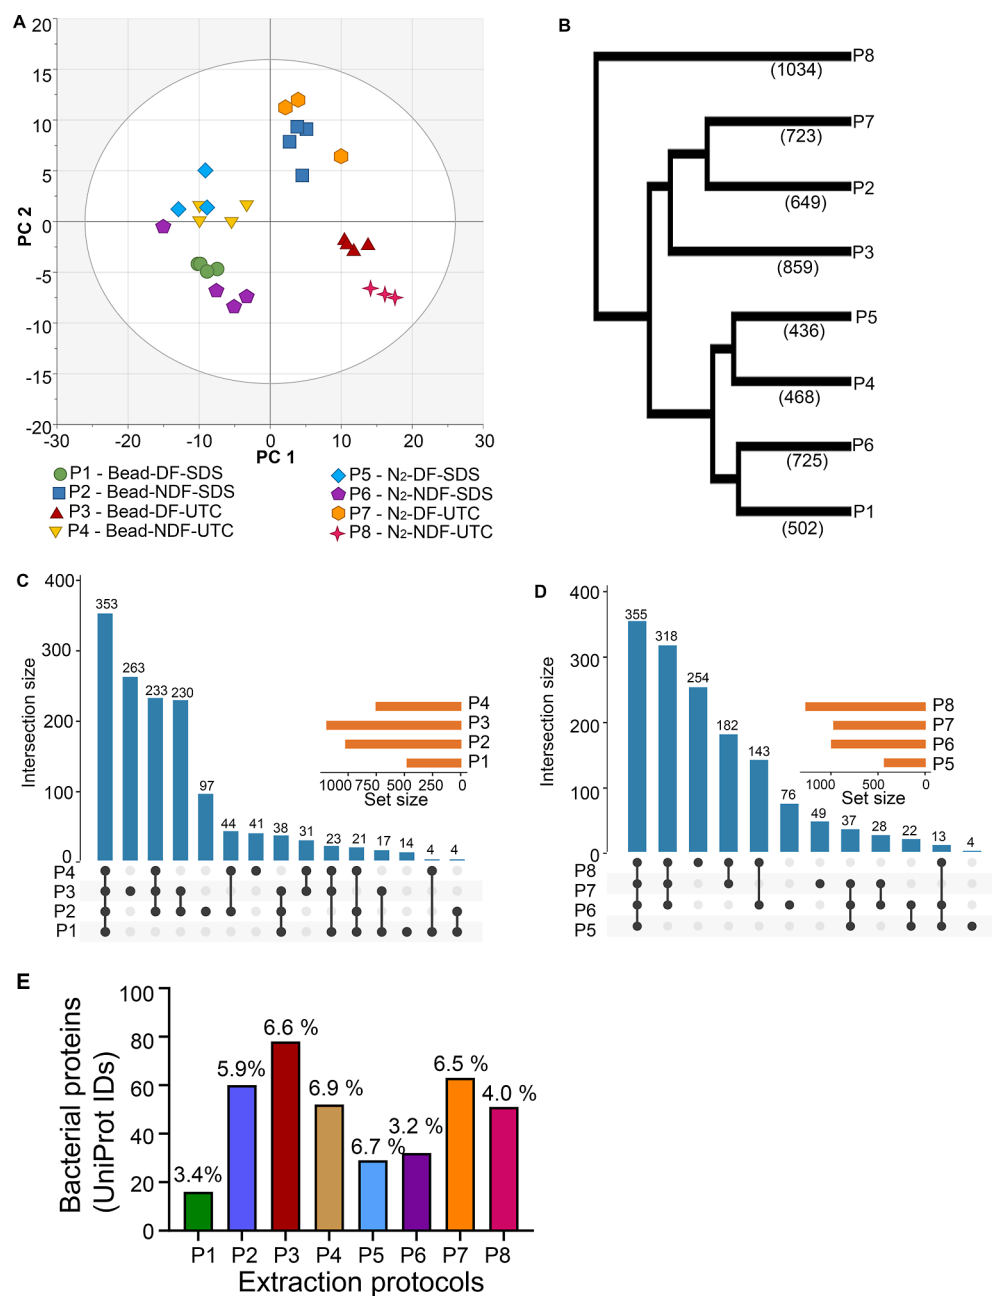 A
20
15
10
5
0
-5
-10
-15
-20
PC 2
-30
-20
-10
0
10
20
30
PC 1
P1 - Bead-DF-SDS
P2 - Bead-NDF-SDS
P3 - Bead-DF-UTC
P4 - Bead-NDF-UTC
P5 - N2-DF-SDS
P6 - N2-NDF-SDS
P7 - N2-DF-UTC
P8 - N2-NDF-UTC
B
P8
(1034)
P7
(723)
P2
(649)
P3
(859)
P5
(436)
P4
(468)
P6
(725)
P1
(502)
C
400
300
200
100
0
Intersection size
353
263
233
230
97
44
41
38
31
23
21
17
14
4
4
P4
P3
P2
P1
1000
750
500
250
0
Set size
P4
P3
P2
P1
D
400
300
200
100
0
Intersection size
355
318
254
182
143
76
49
37
28
22
13
4
P8
P7
P6
P5
1000
500
0
Set size
P8
P7
P6
P5
E
100
80
60
40
20
0
Bacterial proteins
(UniProt IDs)
3.4%
5.9%
6.6 %
6.9 %
6.7 %
3.2 %
6.5 %
4.0 %
P1
P2
P3
P4
P5
P6
P7
P8
Extraction protocols